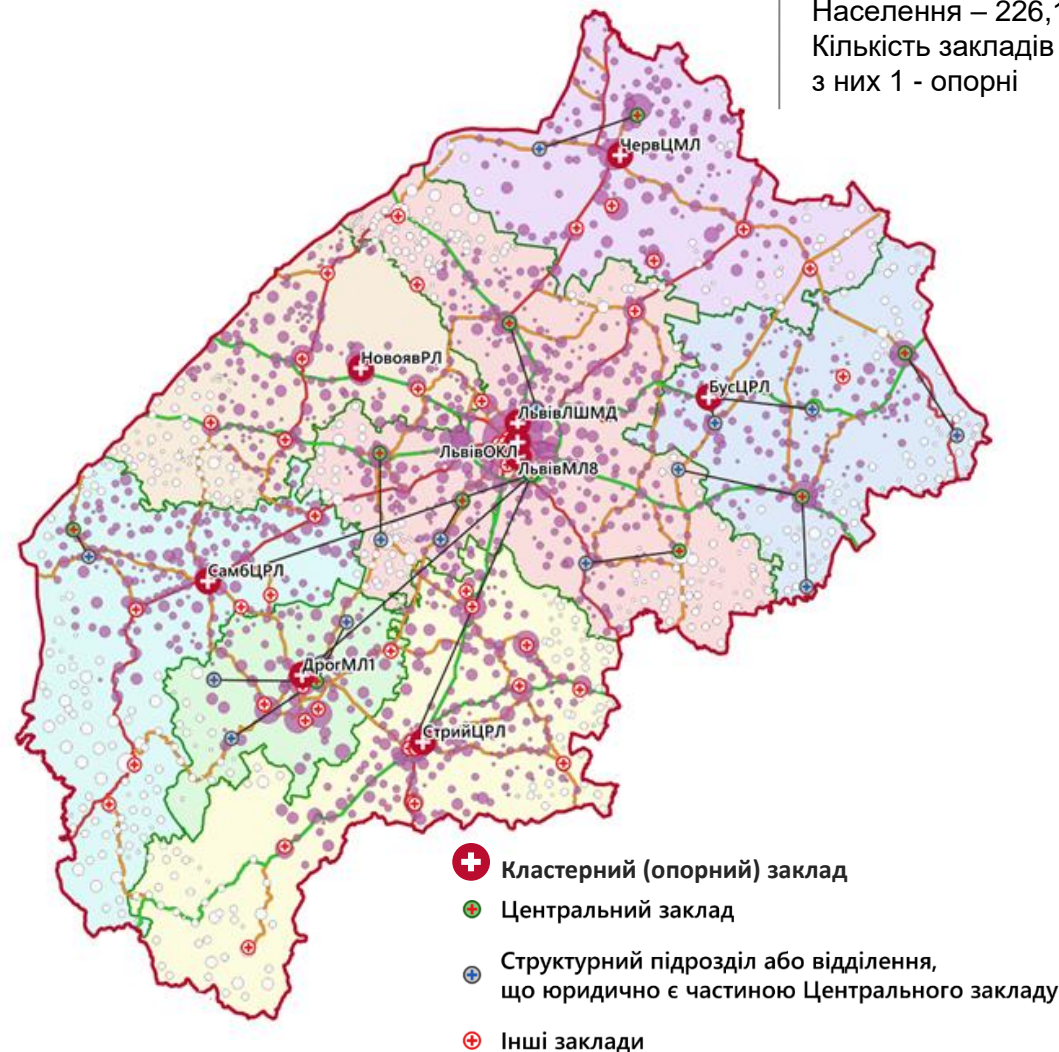 Населення – 226,1
Кількість закладів
з них 1 - опорні
ЧервЦМЛ
НовоявРЛ
БусЦРЛ
ЛьвівЛШМД
ЛьвівОКЛ
ЛьвівМЛ8
СамбЦРЛ
ДрогМЛ1
СтрийЦРЛ
Кластерний (опорний) заклад
Центральний заклад
Структурний підрозділ або відділення,
що юридично є частиною Центрального закладу
Інші заклади